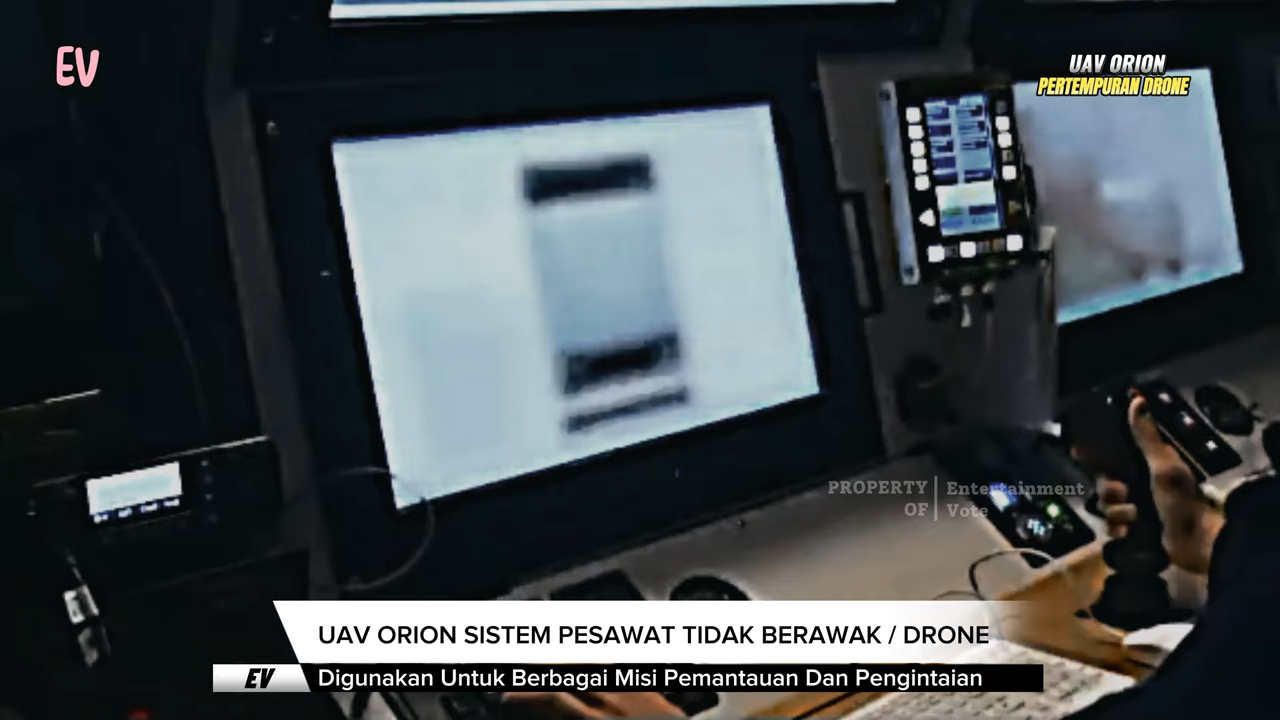 EV
UAV ORION
PERTEMPURAN DRONE
PROPERTY OF
Entertainment Vote
UAV ORION SISTEM PESAWAT TIDAK BERAWAK / DRONE
EV
Digunakan Untuk Berbagai Misi Pemantauan Dan Pengintaian